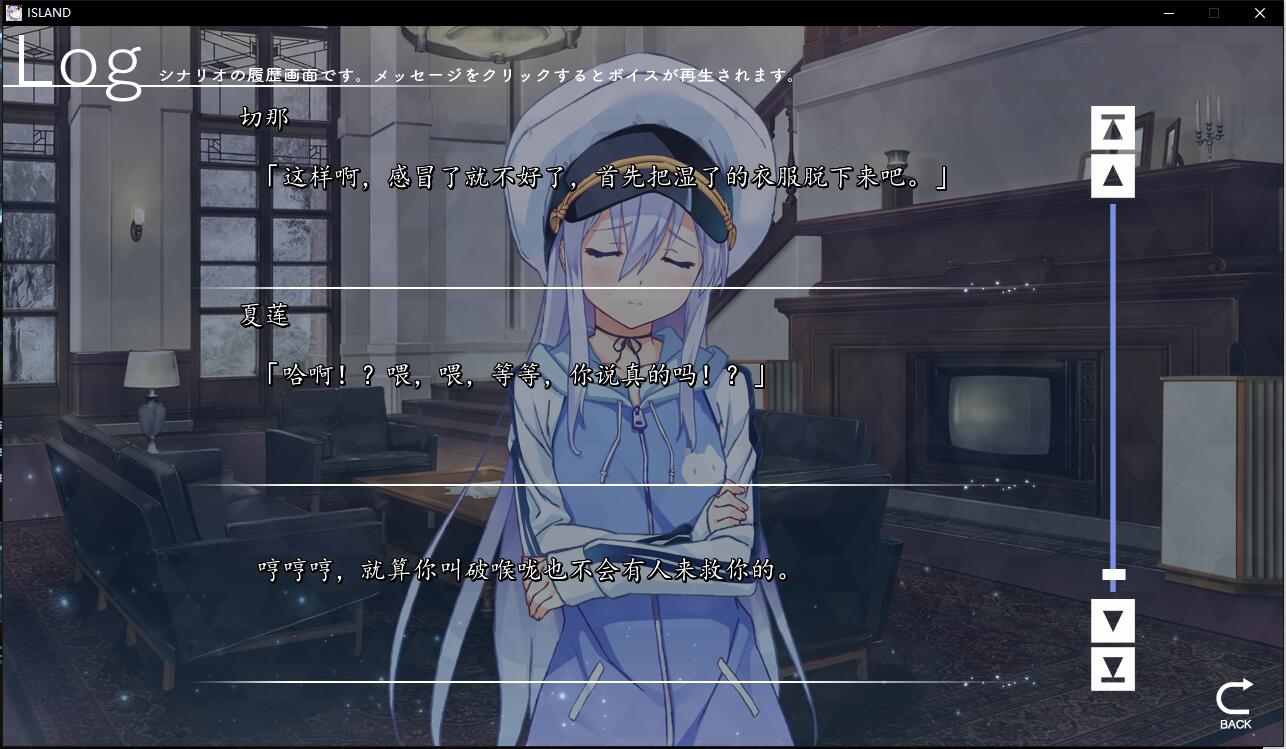 ISLAND
Log
シナリオの履歴画面です。メッセージをクリックするとボイスが再生されます。
切那
「这样啊，感冒了就不好了，首先把湿了的衣服脱下来吧。」
夏莲
「哈啊！？喂，喂，等等，你说真的吗！？」
哼哼哼，就算你叫破喉咙也不会有人来救你的。
BACK